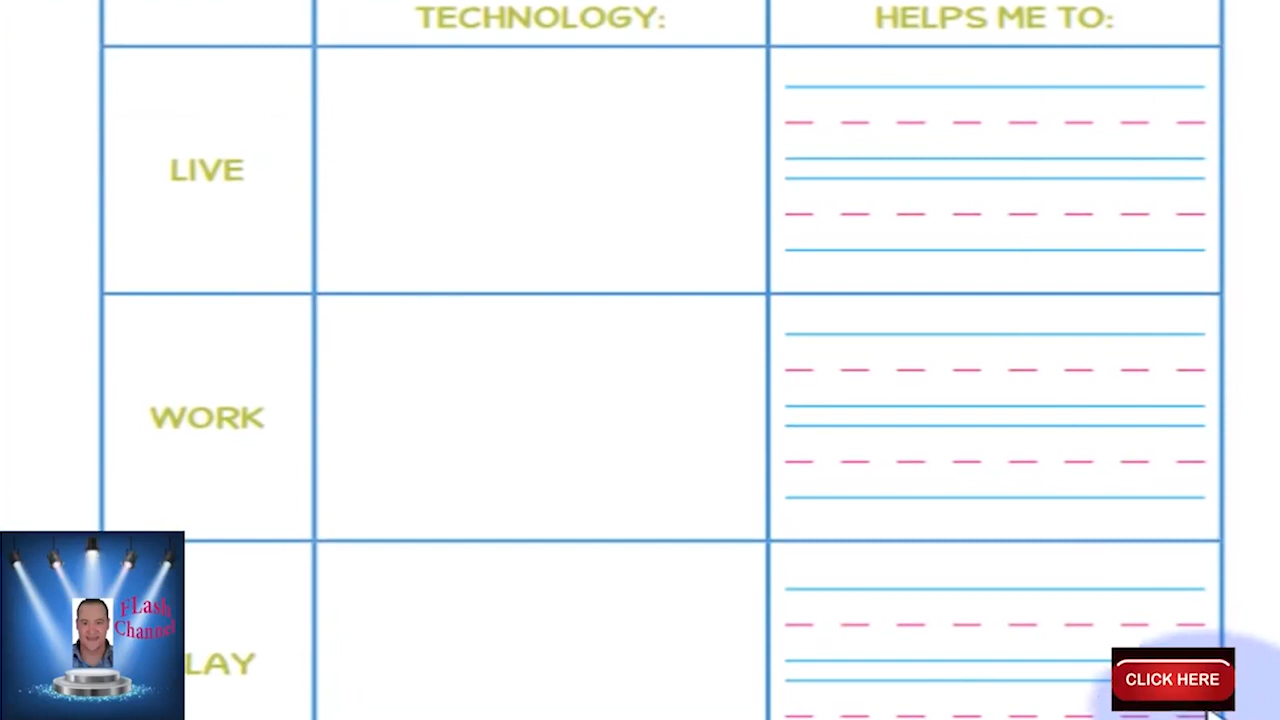 TECHNOLOGY: HELPS ME TO:
LIVE
WORK
FLash
Channel
LAY
CLICK HERE